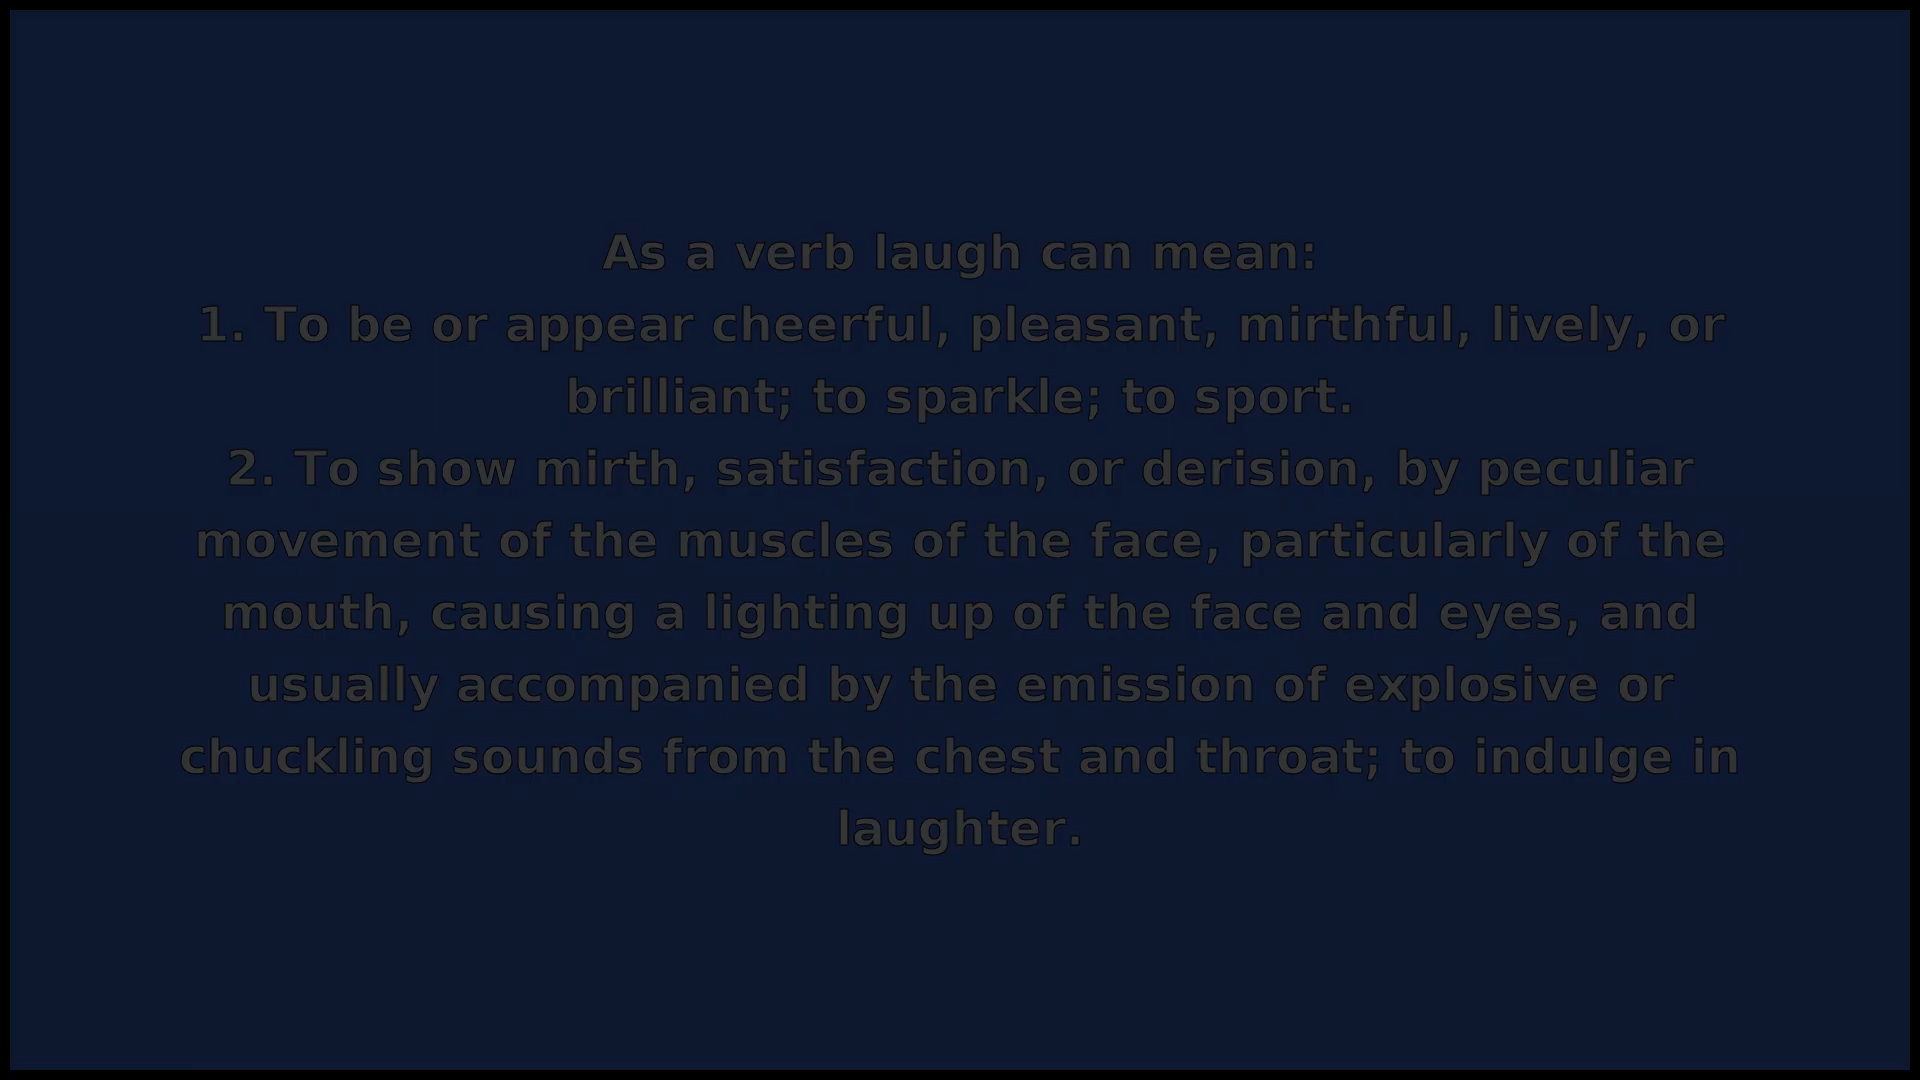 As a verb laugh can mean:
1. To be or appear cheerful, pleasant, mirthful, lively, or
brilliant; to sparkle; to sport.
2. To show mirth, satisfaction, or derision, by peculiar
movement of the muscles of the face, particularly of the
mouth, causing a lighting up of the face and eyes, and
usually accompanied by the emission of explosive or
chuckling sounds from the chest and throat; to indulge in
laughter.